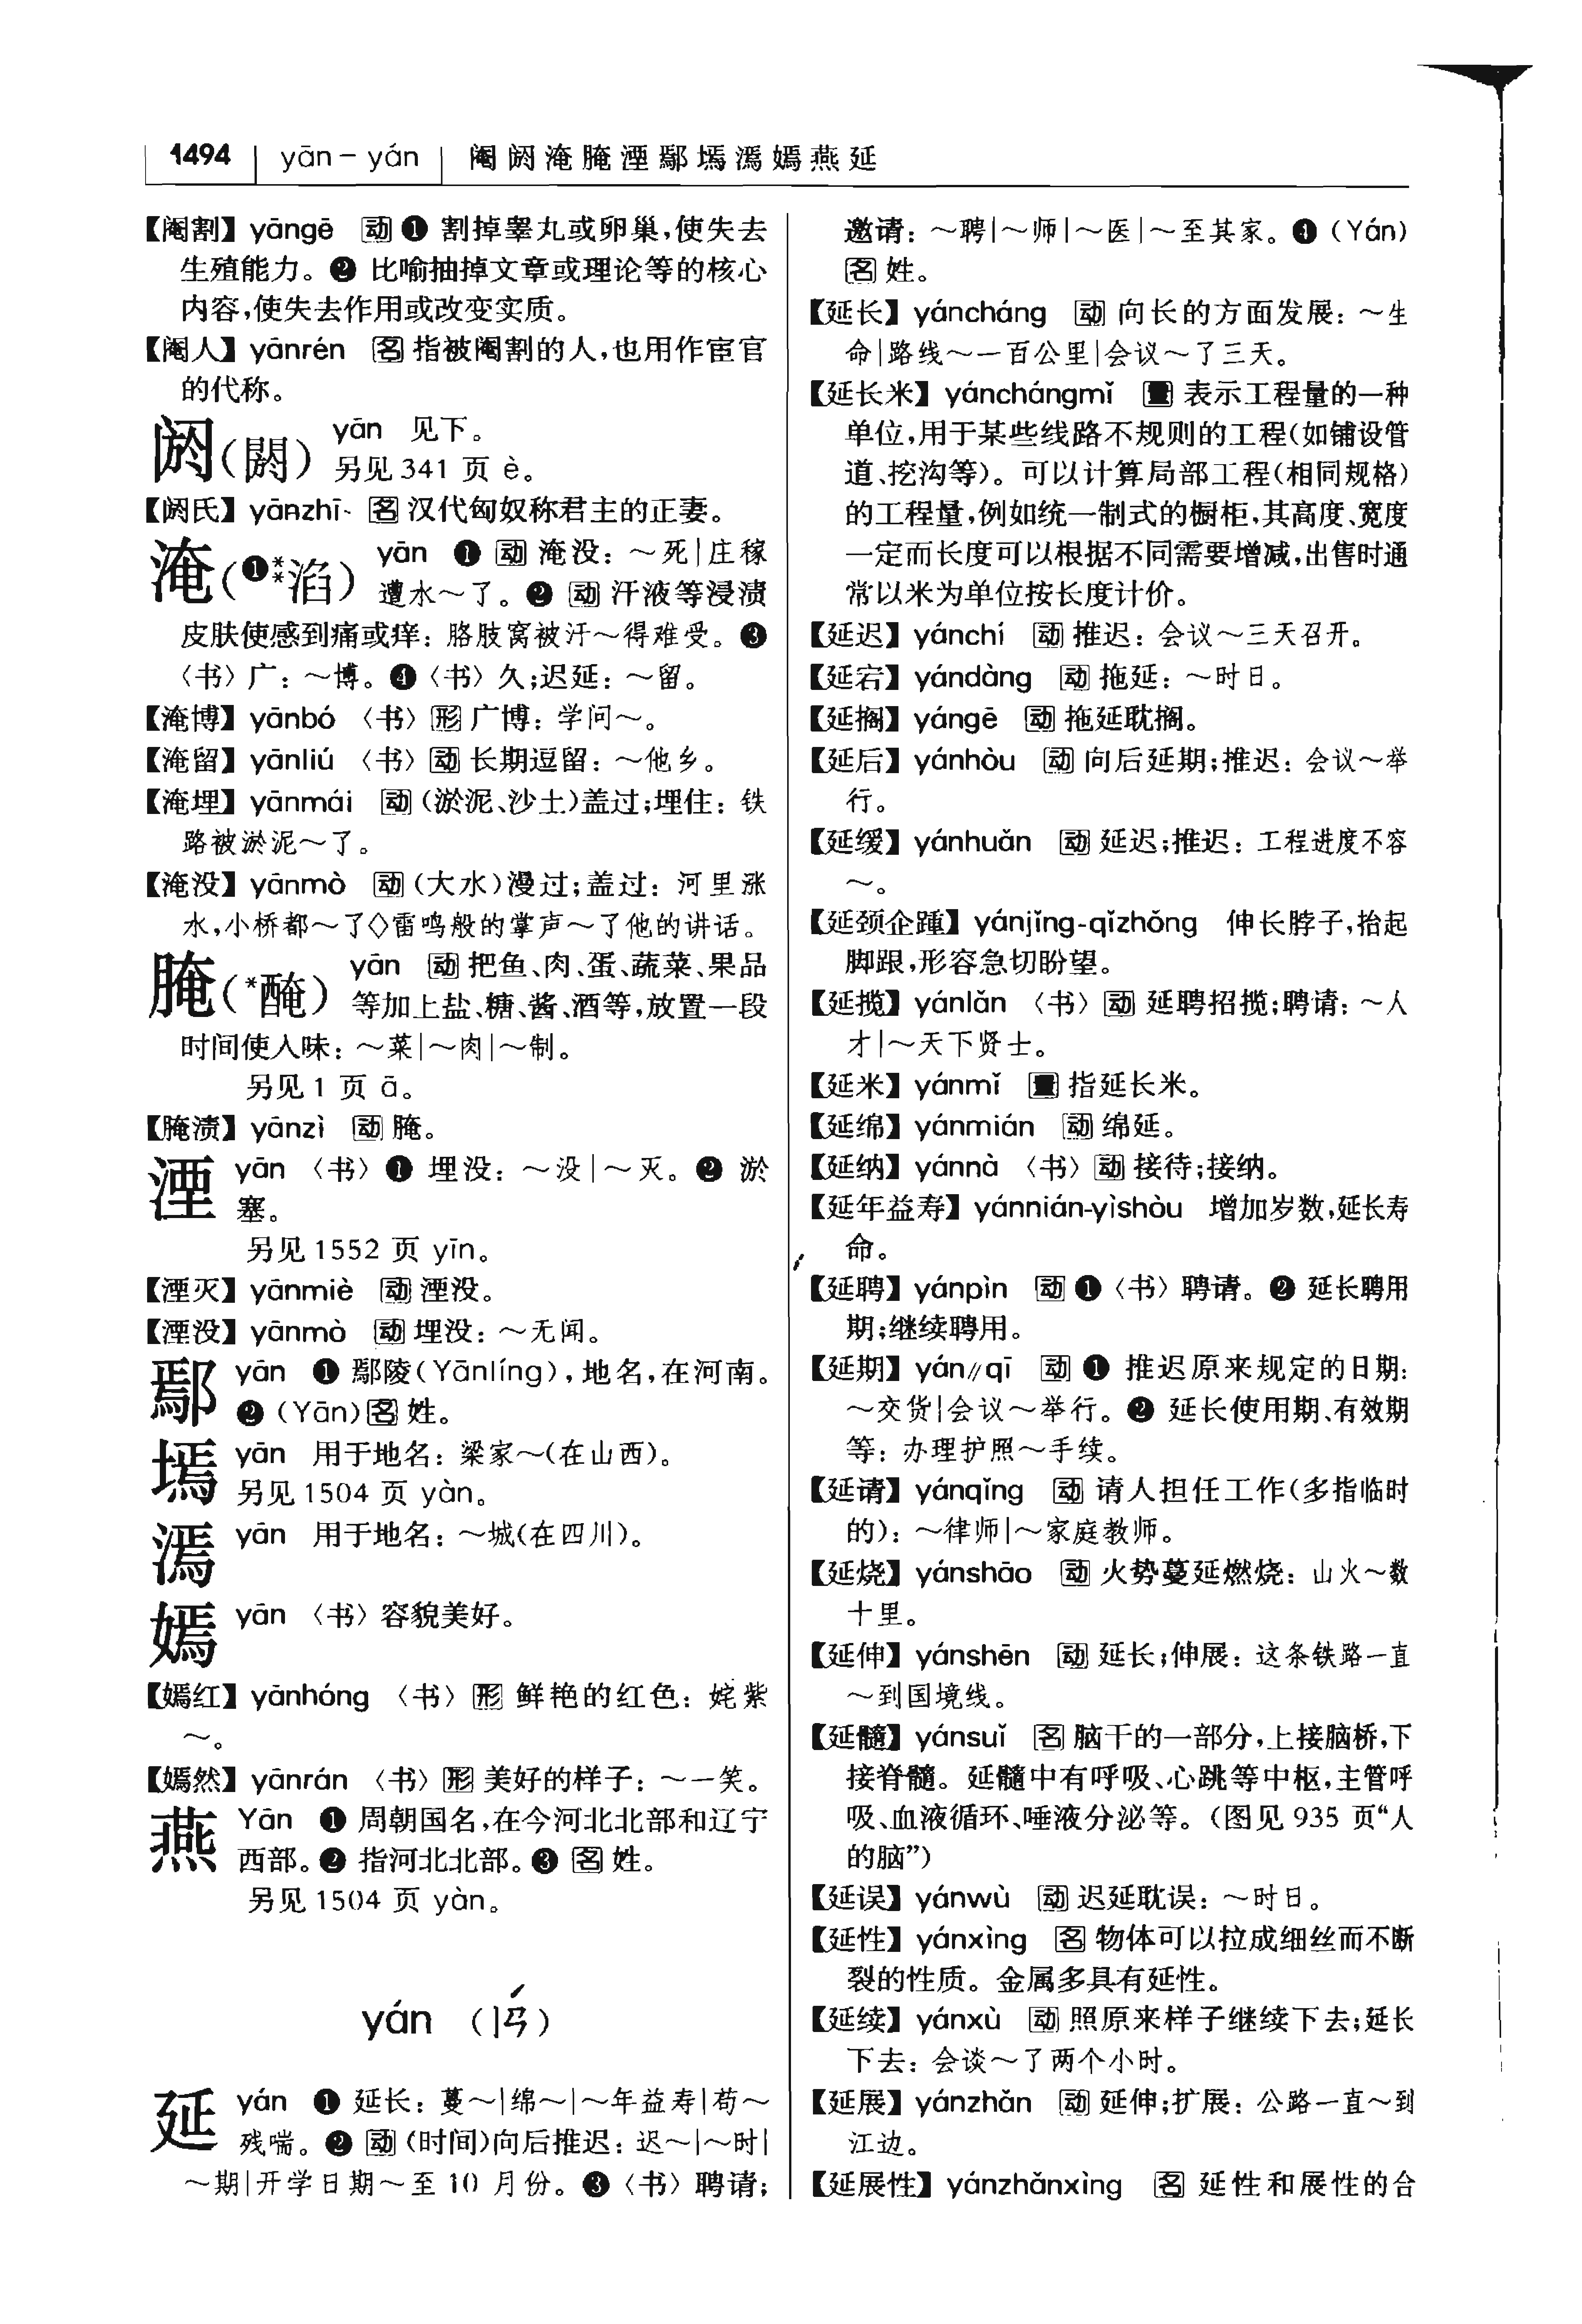 1494 yān－yán 阉阏淹腌湮鄢墕漹嫣燕延
【阉割】yāngē 动 ❶ 割掉睾丸或卵巢,使失去
生殖能力。❷ 比喻抽掉文章或理论等的核心
内容,使失去作用或改变实质。
【阉人】yānrén 名 指被阉割的人,也用作宦官
的代称。
阏(閼) yān 见下。
另见 341 页 è。
【阏氏】yānzhī 名 汉代匈奴称君主的正妻。
淹(❶**㴸) yān ❶ 动 淹没：～死|庄稼
遭水～了。❷ 动 汗液等浸渍
皮肤使感到痛或痒：胳肢窝被汗～得难受。❸
〈书〉广：～博。❹〈书〉久;迟延：～留。
【淹博】yānbó 〈书〉形 广博：学问～。
【淹留】yānliú 〈书〉动 长期逗留：～他乡。
【淹埋】yānmái 动 (淤泥、沙土)盖过;埋住：铁
路被淤泥～了。
【淹没】yānmò 动 (大水)漫过;盖过：河里涨
水,小桥都～了◇雷鸣般的掌声～了他的讲话。
腌(*醃) yān 动 把鱼、肉、蛋、蔬菜、果品
等加上盐、糖、酱、酒等,放置一段
时间使入味：～菜|～肉|～制。
另见 1 页 ā。
【腌渍】yānzì 动 腌。
湮 yān 〈书〉❶ 埋没：～没|～灭。❷ 淤
塞。
另见 1552 页 yīn。
【湮灭】yānmiè 动 湮没。
【湮没】yānmò 动 埋没：～无闻。
鄢 yān ❶ 鄢陵(Yānlíng),地名,在河南。
❷ (Yān)名 姓。
墕 yān 用于地名：梁家～(在山西)。
另见 1504 页 yàn。
漹 yān 用于地名：～城(在四川)。
嫣 yān 〈书〉容貌美好。
【嫣红】yānhóng 〈书〉形 鲜艳的红色：姹紫
～。
【嫣然】yānrán 〈书〉形 美好的样子：～一笑。
燕 Yān ❶ 周朝国名,在今河北北部和辽宁
西部。❷ 指河北北部。❸ 名 姓。
另见 1504 页 yàn。
yán (ㄧㄢˊ)
延 yán ❶ 延长：蔓～|绵～|～年益寿|苟～
残喘。❷ 动 (时间)向后推迟：迟～|～时|
～期|开学日期～至 10 月份。❸〈书〉聘请;
邀请：～聘|～师|～医|～至其家。❹ (Yán)
名 姓。
【延长】yáncháng 动 向长的方面发展：～生
命|路线～一百公里|会议～了三天。
【延长米】yánchángmǐ 量 表示工程量的一种
单位,用于某些线路不规则的工程(如铺设管
道、挖沟等)。可以计算局部工程(相同规格)
的工程量,例如统一制式的橱柜,其高度、宽度
一定而长度可以根据不同需要增减,出售时通
常以米为单位按长度计价。
【延迟】yánchí 动 推迟：会议～三天召开。
【延宕】yándàng 动 拖延：～时日。
【延搁】yángē 动 拖延耽搁。
【延后】yánhòu 动 向后延期;推迟：会议～举
行。
【延缓】yánhuǎn 动 延迟;推迟：工程进度不容
～。
【延颈企踵】yánjǐng-qǐzhǒng 伸长脖子,抬起
脚跟,形容急切盼望。
【延揽】yánlǎn 〈书〉动 延聘招揽;聘请：～人
才|～天下贤士。
【延米】yánmǐ 量 指延长米。
【延绵】yánmián 动 绵延。
【延纳】yánnà 〈书〉动 接待;接纳。
【延年益寿】yánnián-yìshòu 增加岁数,延长寿
命。
【延聘】yánpìn 动 ❶〈书〉聘请。❷ 延长聘用
期;继续聘用。
【延期】yán∥qī 动 ❶ 推迟原来规定的日期：
～交货|会议～举行。❷ 延长使用期、有效期
等：办理护照～手续。
【延请】yánqǐng 动 请人担任工作(多指临时
的)：～律师|～家庭教师。
【延烧】yánshāo 动 火势蔓延燃烧：山火～数
十里。
【延伸】yánshēn 动 延长;伸展：这条铁路一直
～到国境线。
【延髓】yánsuǐ 名 脑干的一部分,上接脑桥,下
接脊髓。延髓中有呼吸、心跳等中枢,主管呼
吸、血液循环、唾液分泌等。(图见 935 页“人
的脑”)
【延误】yánwù 动 迟延耽误：～时日。
【延性】yánxìng 名 物体可以拉成细丝而不断
裂的性质。金属多具有延性。
【延续】yánxù 动 照原来样子继续下去;延长
下去：会谈～了两个小时。
【延展】yánzhǎn 动 延伸;扩展：公路一直～到
江边。
【延展性】yánzhǎnxìng 名 延性和展性的合